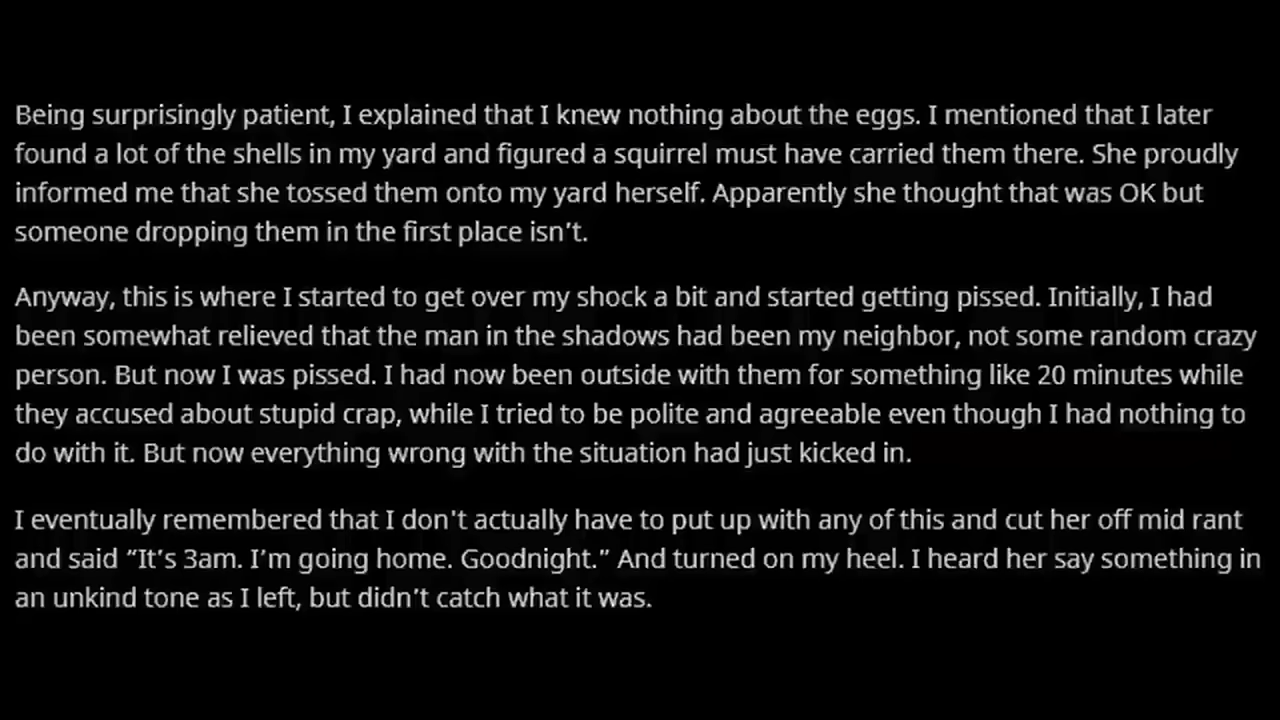 Being surprisingly patient, I explained that I knew nothing about the eggs. I mentioned that I later
found a lot of the shells in my yard and figured a squirrel must have carried them there. She proudly
informed me that she tossed them onto my yard herself. Apparently she thought that was OK but
someone dropping them in the first place isn't.
Anyway, this is where I started to get over my shock a bit and started getting pissed. Initially, I had
been somewhat relieved that the man in the shadows had been my neighbor, not some random crazy
person. But now I was pissed. I had now been outside with them for something like 20 minutes while
they accused about stupid crap, while I tried to be polite and agreeable even though I had nothing to
do with it. But now everything wrong with the situation had just kicked in.
I eventually remembered that I don't actually have to put up with any of this and cut her off mid rant
and said “It’s 3am. I’m going home. Goodnight.” And turned on my heel. I heard her say something in
an unkind tone as I left, but didn’t catch what it was.